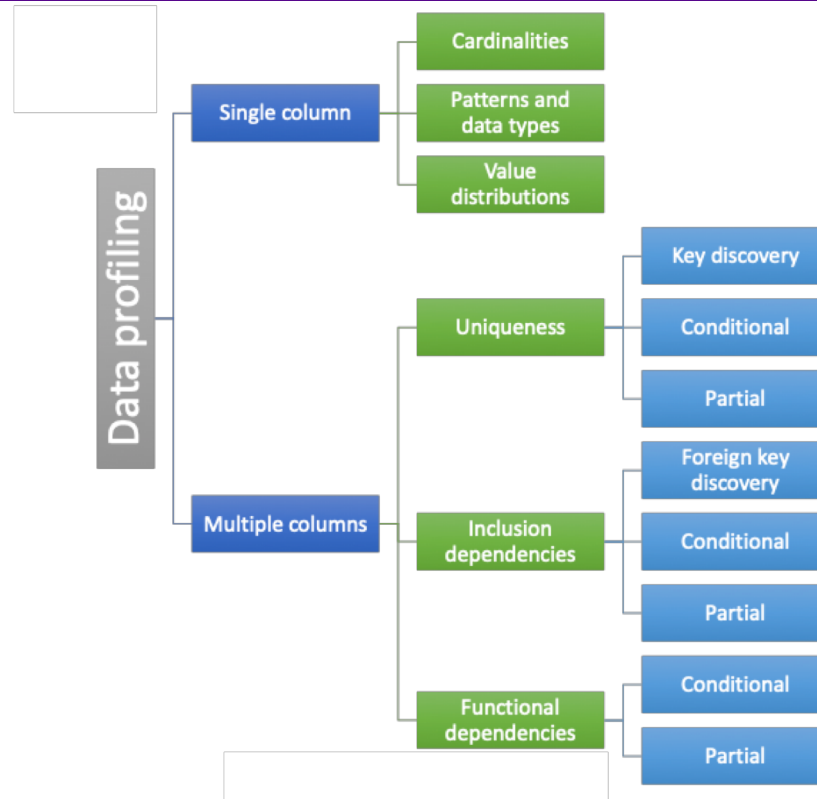 Data profiling
Single column
Cardinalities
Patterns and
data types
Value
distributions
Multiple columns
Uniqueness
Key discovery
Conditional
Partial
Inclusion
dependencies
Foreign key
discovery
Conditional
Partial
Functional
dependencies
Conditional
Partial